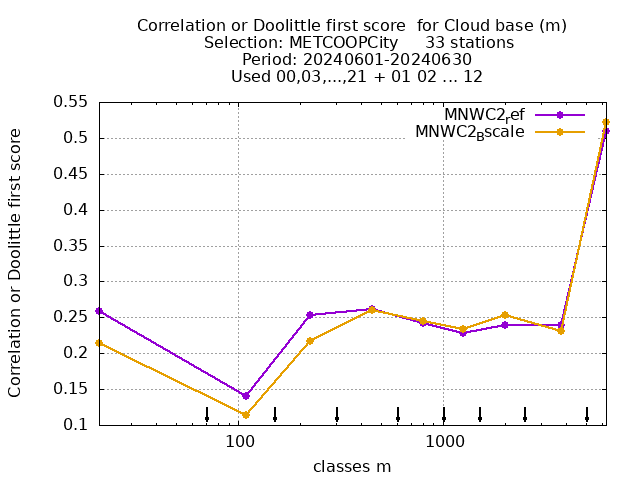 Correlation or Doolittle first score  for Cloud base (m)
Selection: METCOOPCity     33 stations
Period: 20240601-20240630
Used 00,03,...,21 + 01 02 ... 12
MNWC2ref
MNWC2Bscale
Correlation or Doolittle first score
0.55
0.5
0.45
0.4
0.35
0.3
0.25
0.2
0.15
0.1
100
1000
classes m